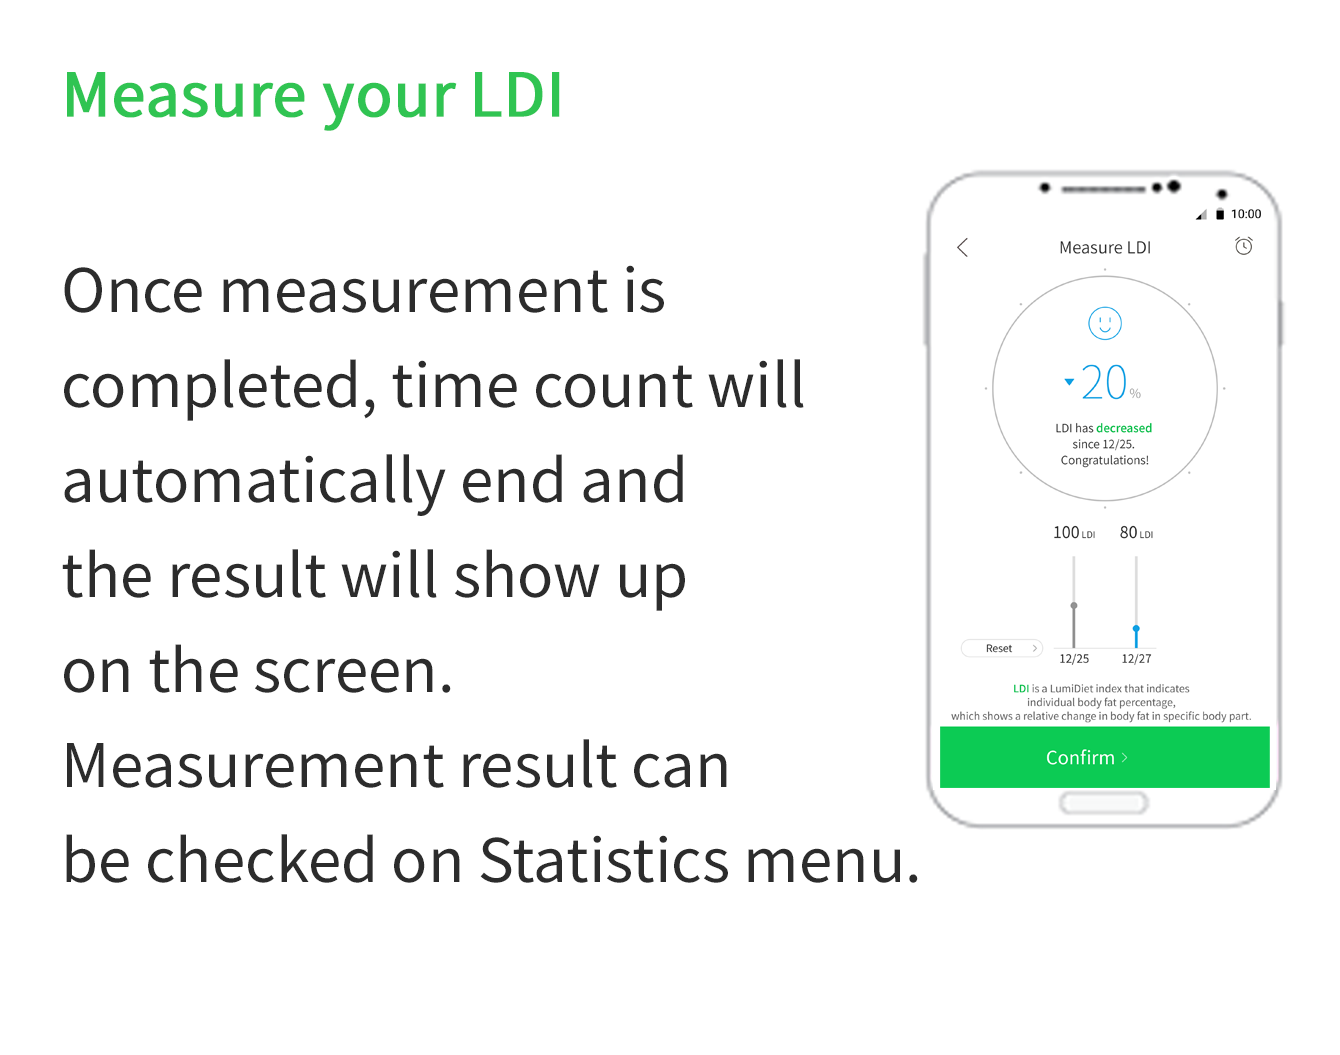 Measure your LDI
Once measurement is
completed, time count will
automatically end and
the result will show up
on the screen.
Measurement result can
be checked on Statistics menu.
10:00
Measure LDI
20%
LDI has decreased
since 12/25.
Congratulations!
100 LDI 80 LDI
Reset
12/25 12/27
LDI is a LumiDiet index that indicates
individual body fat percentage,
which shows a relative change in body fat in specific body part.
Confirm